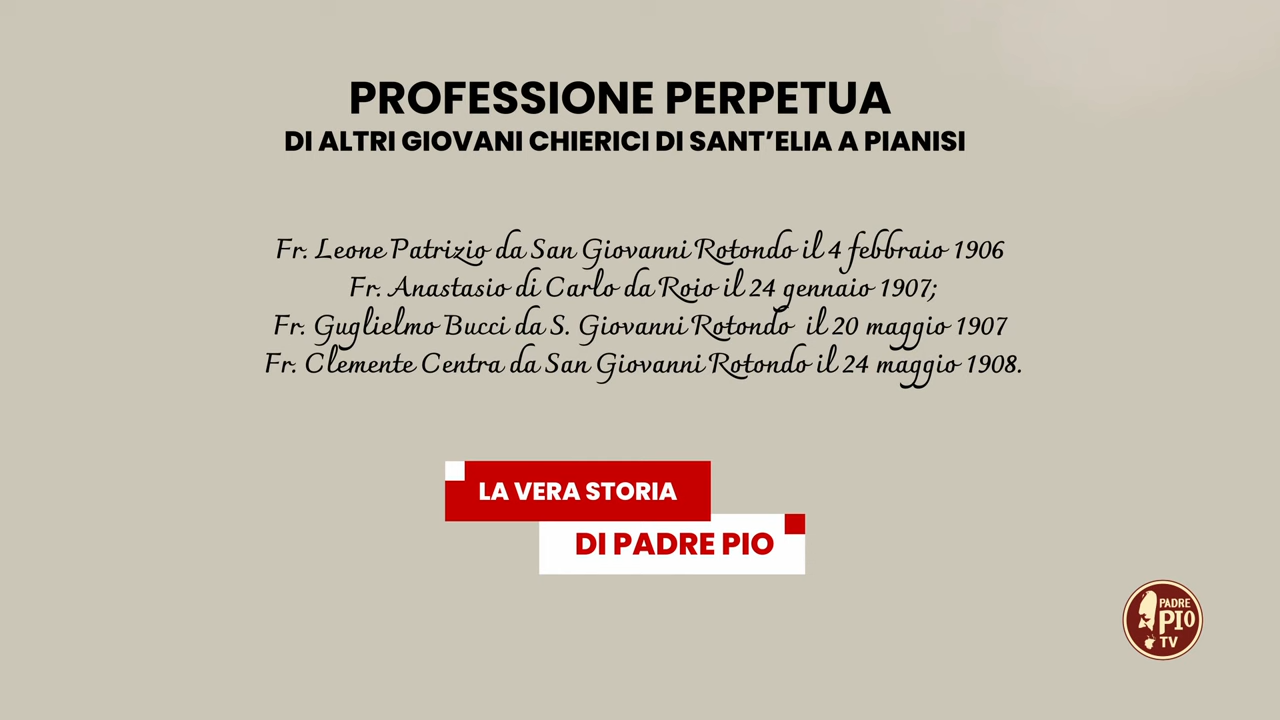 PROFESSIONE PERPETUA
DI ALTRI GIOVANI CHIERICI DI SANT’ELIA A PIANISI
Fr. Leone Patrizio da San Giovanni Rotondo il 4 febbraio 1906
Fr. Anastasio di Carlo da Roio il 24 gennaio 1907;
Fr. Guglielmo Bucci da S. Giovanni Rotondo il 20 maggio 1907
Fr. Clemente Centra da San Giovanni Rotondo il 24 maggio 1908.
LA VERA STORIA
DI PADRE PIO
PADRE
PIO
TV